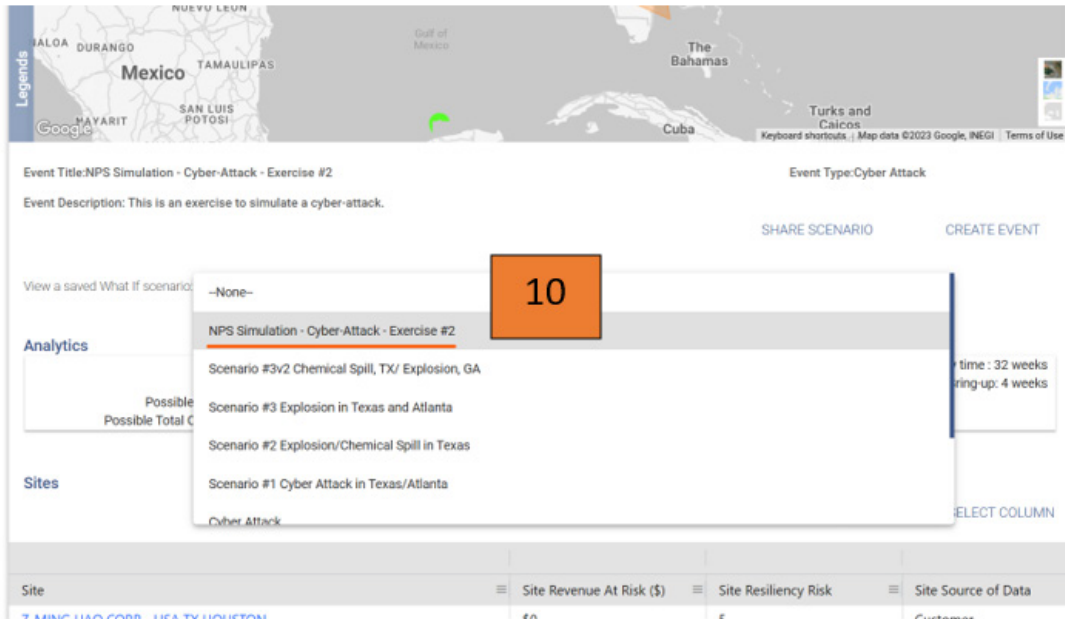 NUEVO LEON
Gulf of
Mexico
DURANGO
TAMAULIPAS
Mexico
The
Bahamas
Legends
SAN LUIS
POTOSI
Google
Turks and
Caicos
Cuba
Keyboard shortcuts Map data ©2023 Google, INEGI Terms of Use
Event Title:NPS Simulation - Cyber-Attack - Exercise #2
Event Type:Cyber Attack
Event Description: This is an exercise to simulate a cyber-attack.
SHARE SCENARIO
CREATE EVENT
View a saved What If scenario:
--None--
10
NPS Simulation - Cyber-Attack - Exercise #2
Analytics
Scenario #3v2 Chemical Spill, TX/ Explosion, GA
time : 32 weeks
Bring-up: 4 weeks
Possible
Scenario #3 Explosion in Texas and Atlanta
Possible Total
Scenario #2 Explosion/Chemical Spill in Texas
Sites
Scenario #1 Cyber Attack in Texas/Atlanta
SELECT COLUMN
Cyber Attack
Site
Site Revenue At Risk ($)
Site Resiliency Risk
Site Source of Data